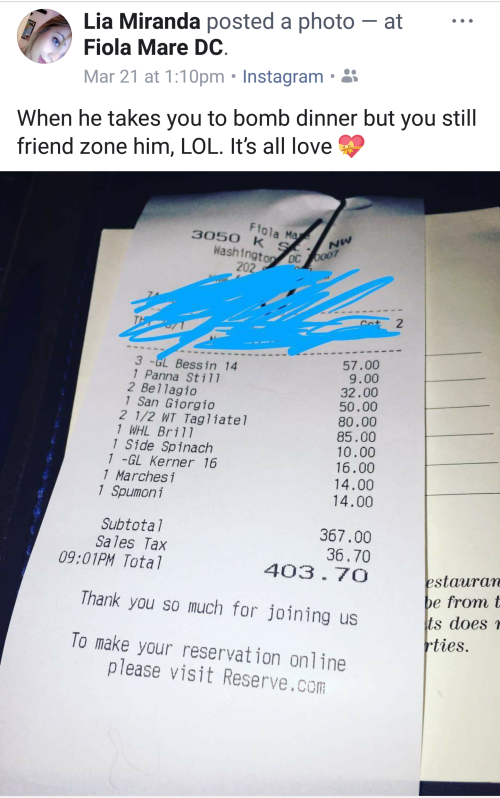 Lia Miranda posted a photo — at
Fiola Mare DC.
Mar 21 at 1:10pm • Instagram •
When he takes you to bomb dinner but you still
friend zone him, LOL. It's all love 💝
Fiola Mare
3050 K St. NW
Washington DC 20007
202
Gst 2
3 -GL Bessin 14 57.00
1 Panna Still 9.00
2 Bellagio 32.00
1 San Giorgio 50.00
2 1/2 WT Tagliatel 80.00
1 WHL Brill 85.00
1 Side Spinach 10.00
1 -GL Kerner 16 16.00
1 Marchesi 14.00
1 Spumoni 14.00
Subtotal 367.00
Sales Tax 36.70
09:01PM Total 403.70
Thank you so much for joining us
To make your reservation online
please visit Reserve.com
estauran
be from t
ts does
rties.